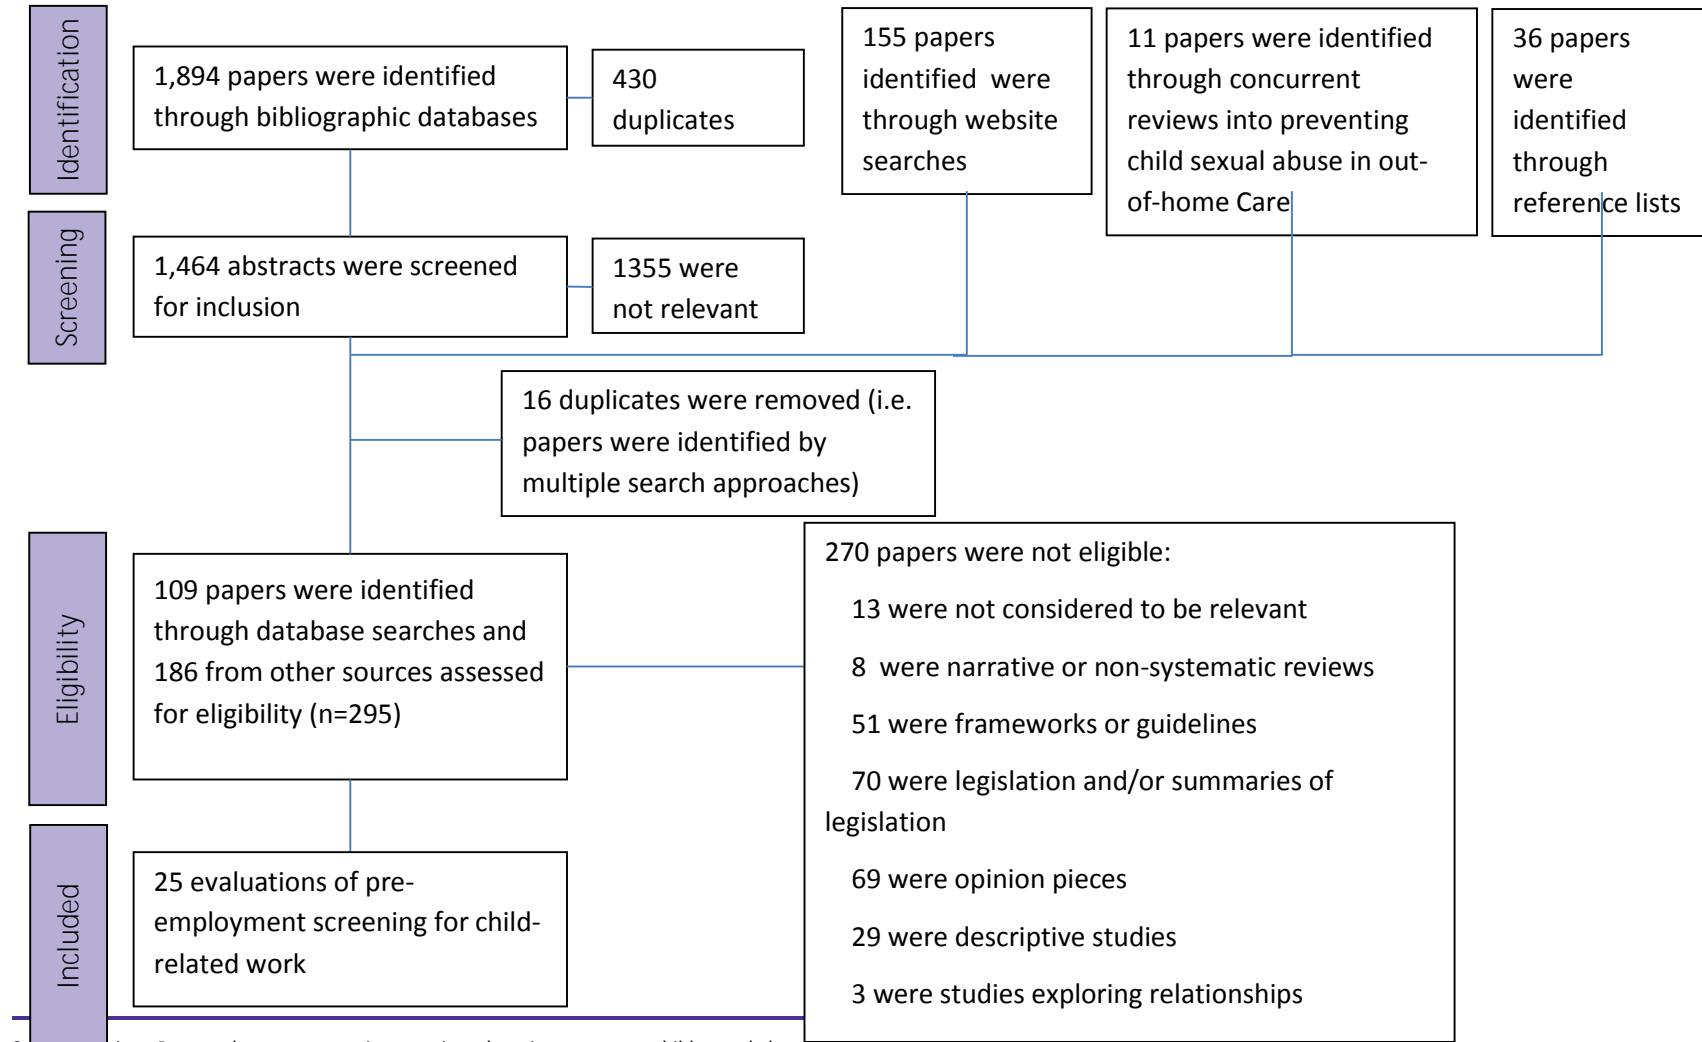 Identification
1,894 papers were identified
through bibliographic databases
430
duplicates
155 papers
identified  were
through website
searches
11 papers were identified
through concurrent
reviews into preventing
child sexual abuse in out-
of-home Care
36 papers
were
identified
through
reference lists
Screening
1,464 abstracts were screened
for inclusion
1355 were
not relevant
16 duplicates were removed (i.e.
papers were identified by
multiple search approaches)
Eligibility
109 papers were identified
through database searches and
186 from other sources assessed
for eligibility (n=295)
270 papers were not eligible:
13 were not considered to be relevant
8  were narrative or non-systematic reviews
51 were frameworks or guidelines
70 were legislation and/or summaries of
legislation
69 were opinion pieces
29 were descriptive studies
3 were studies exploring relationships
Included
25 evaluations of pre-
employment screening for child-
related work